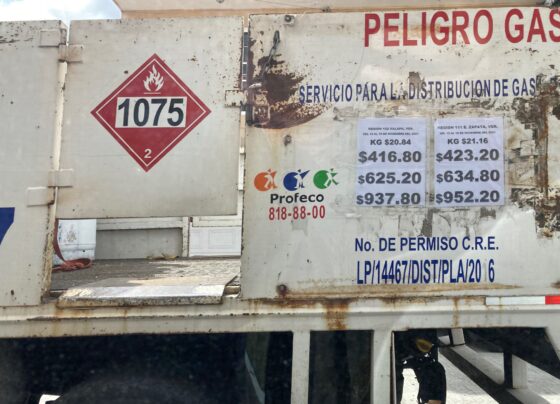 PELIGRO GAS
1075
2
SERVICIO PARA LA DISTRIBUCION DE GAS
KG $20.84
$416.80
$625.20
$937.80
KG $21.16
$423.20
$634.80
$952.20
Profeco
818-88-00
No. DE PERMISO C.R.E.
LP/14467/DIST/PLA/2016